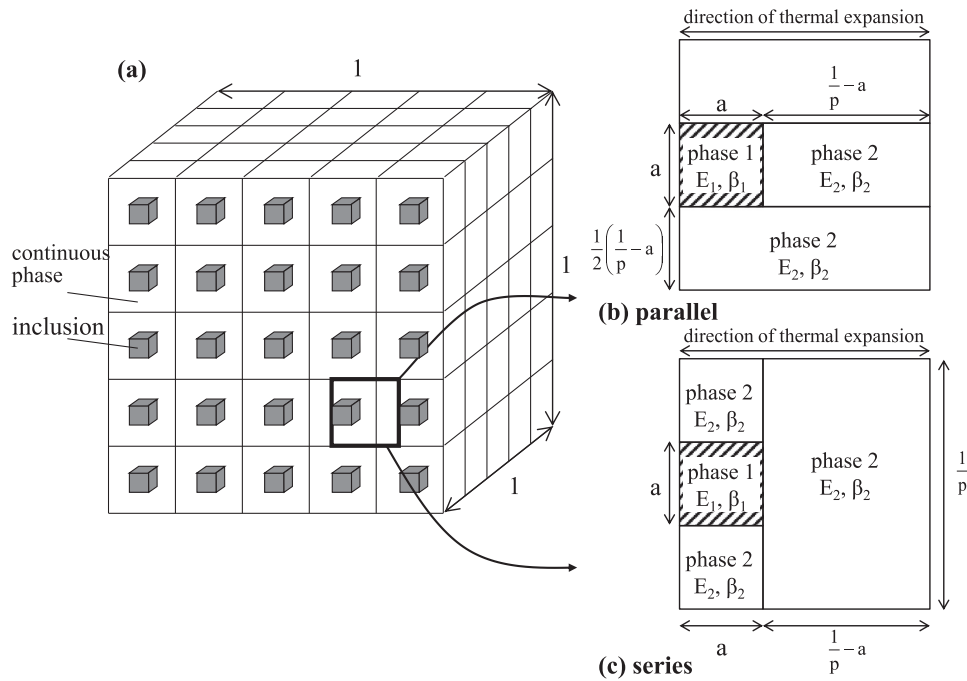 (a)
1
1
1
continuous
phase
inclusion
direction of thermal expansion
a
1/p − a
a
phase 1
E₁, β₁
phase 2
E₂, β₂
1/2(1/p − a)
phase 2
E₂, β₂
(b) parallel
direction of thermal expansion
phase 2
E₂, β₂
a
phase 1
E₁, β₁
phase 2
E₂, β₂
1/p
phase 2
E₂, β₂
a
1/p − a
(c) series